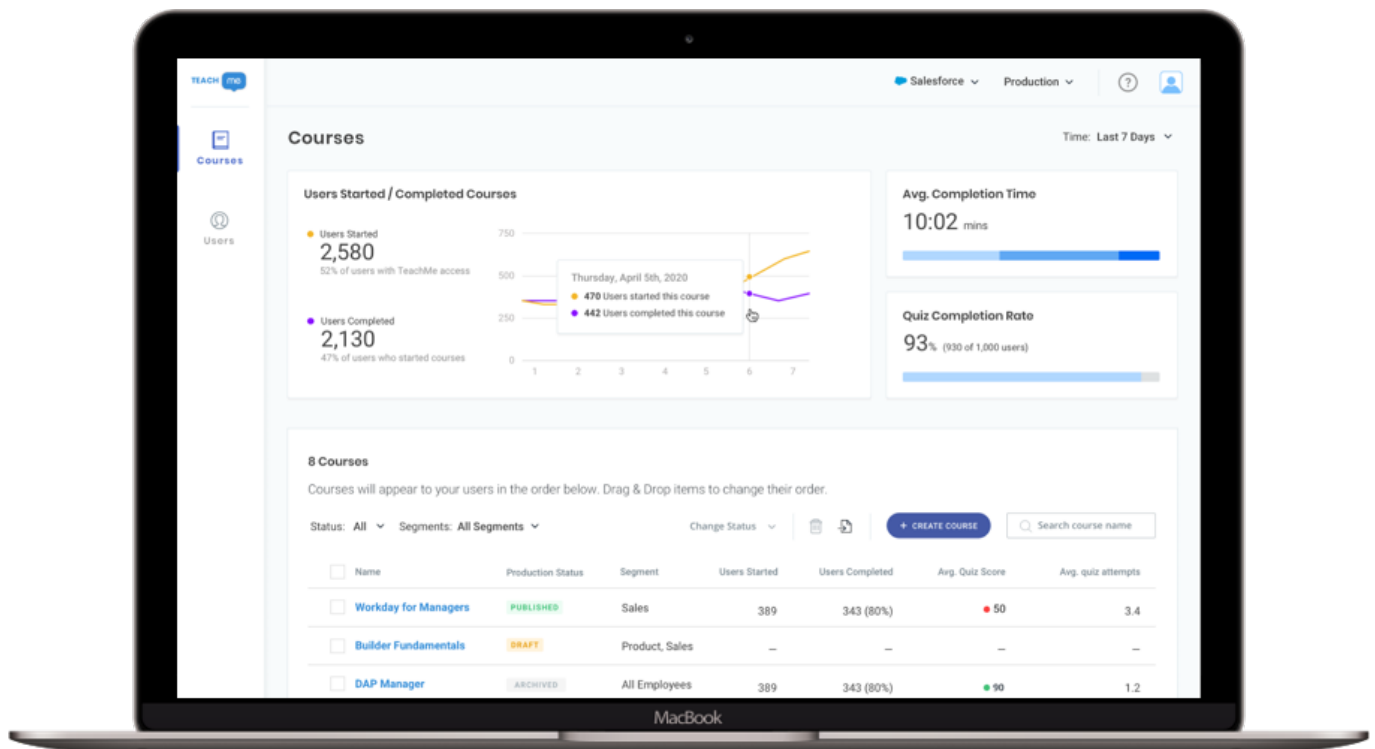 TEACH me
Salesforce
Production
?
Courses
Users
Courses
Time: Last 7 Days
Users Started / Completed Courses
Users Started
2,580
52% of users with TeachMe access
Users Completed
2,130
47% of users who started courses
750
500
250
0
1 2 3 4 5 6 7
Thursday, April 5th, 2020
470 Users started this course
442 Users completed this course
Avg. Completion Time
10:02 mins
Quiz Completion Rate
93% (930 of 1,000 users)
8 Courses
Courses will appear to your users in the order below. Drag & Drop items to change their order.
Status: All Segments: All Segments Change Status + CREATE COURSE Search course name
Name Production Status Segment Users Started Users Completed Avg. Quiz Score Avg. quiz attempts
Workday for Managers PUBLISHED Sales 389 343 (80%) 50 3.4
Builder Fundamentals DRAFT Product, Sales – – – –
DAP Manager ARCHIVED All Employees 389 343 (80%) 90 1.2
MacBook